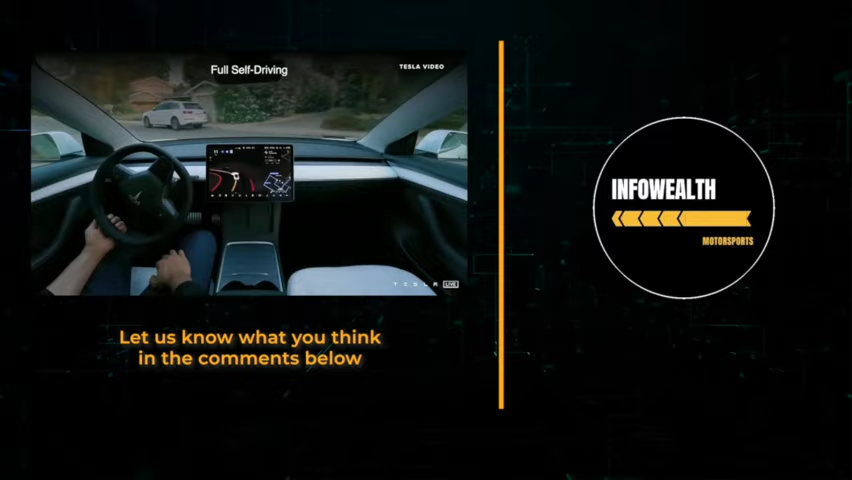 Full Self-Driving
TESLA VIDEO
TESLA LIVE
Let us know what you think
in the comments below
INFOWEALTH
MOTORSPORTS